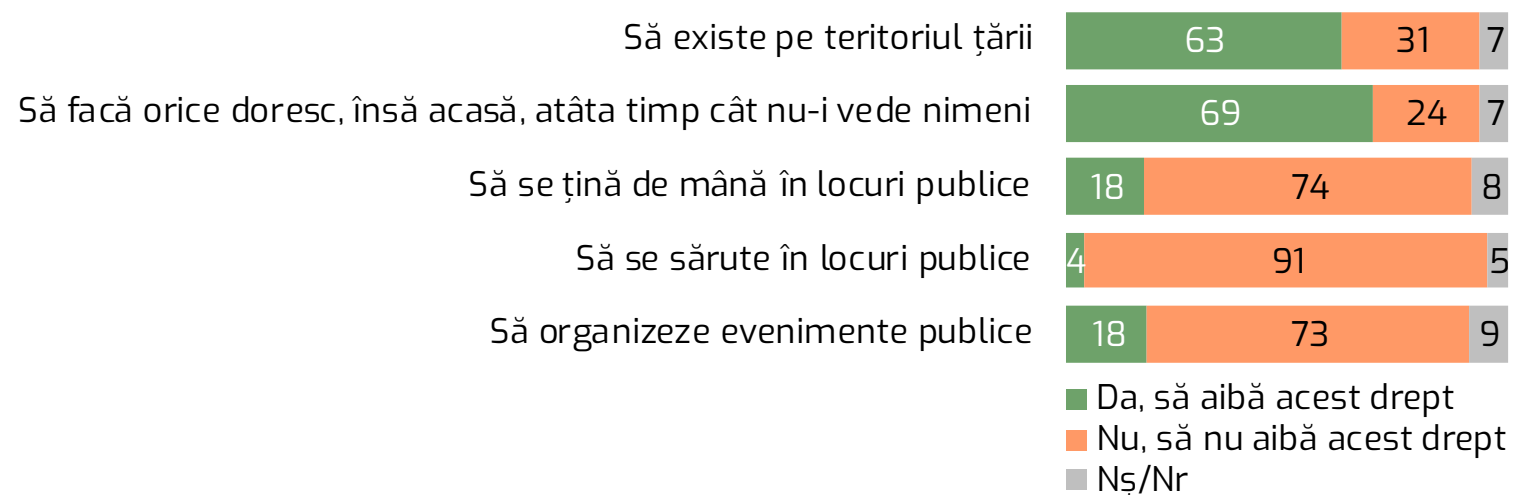 Să existe pe teritoriul țării 63 31 7
Să facă orice doresc, însă acasă, atâta timp cât nu-i vede nimeni 69 24 7
Să se țină de mână în locuri publice 18 74 8
Să se sărute în locuri publice 4 91 5
Să organizeze evenimente publice 18 73 9
Da, să aibă acest drept
Nu, să nu aibă acest drept
Nș/Nr